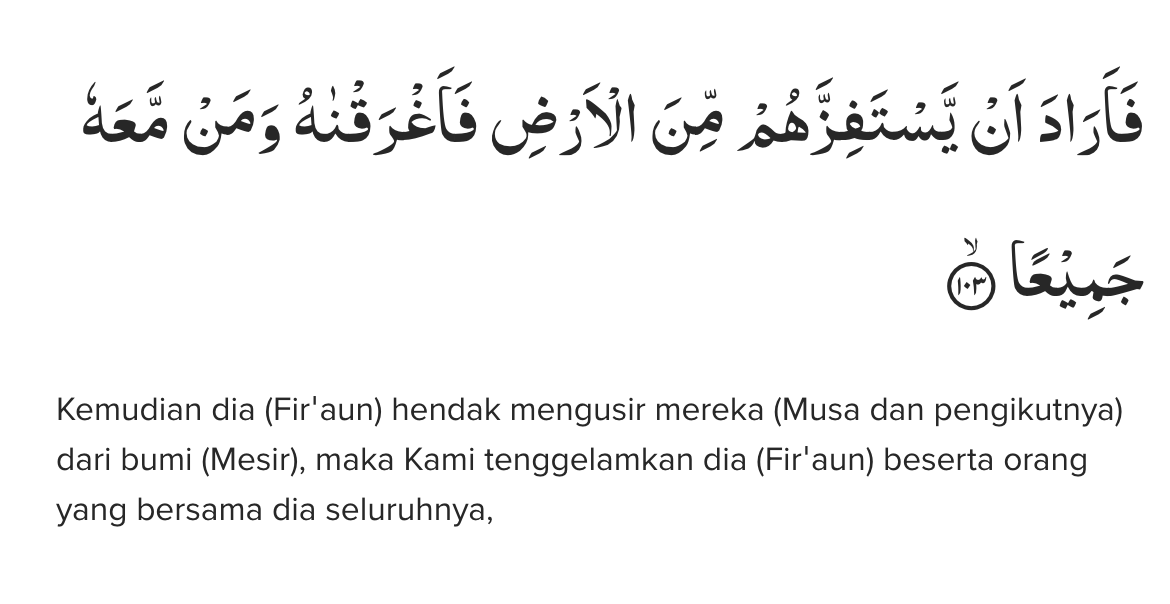 فَاَرَادَ اَنْ يَّسْتَفِزَّهُمْ مِّنَ الْاَرْضِ فَاَغْرَقْنٰهُ وَمَنْ مَّعَهٗ
جَمِيْعًاۙ ١٠٣
Kemudian dia (Fir'aun) hendak mengusir mereka (Musa dan pengikutnya)
dari bumi (Mesir), maka Kami tenggelamkan dia (Fir'aun) beserta orang
yang bersama dia seluruhnya,